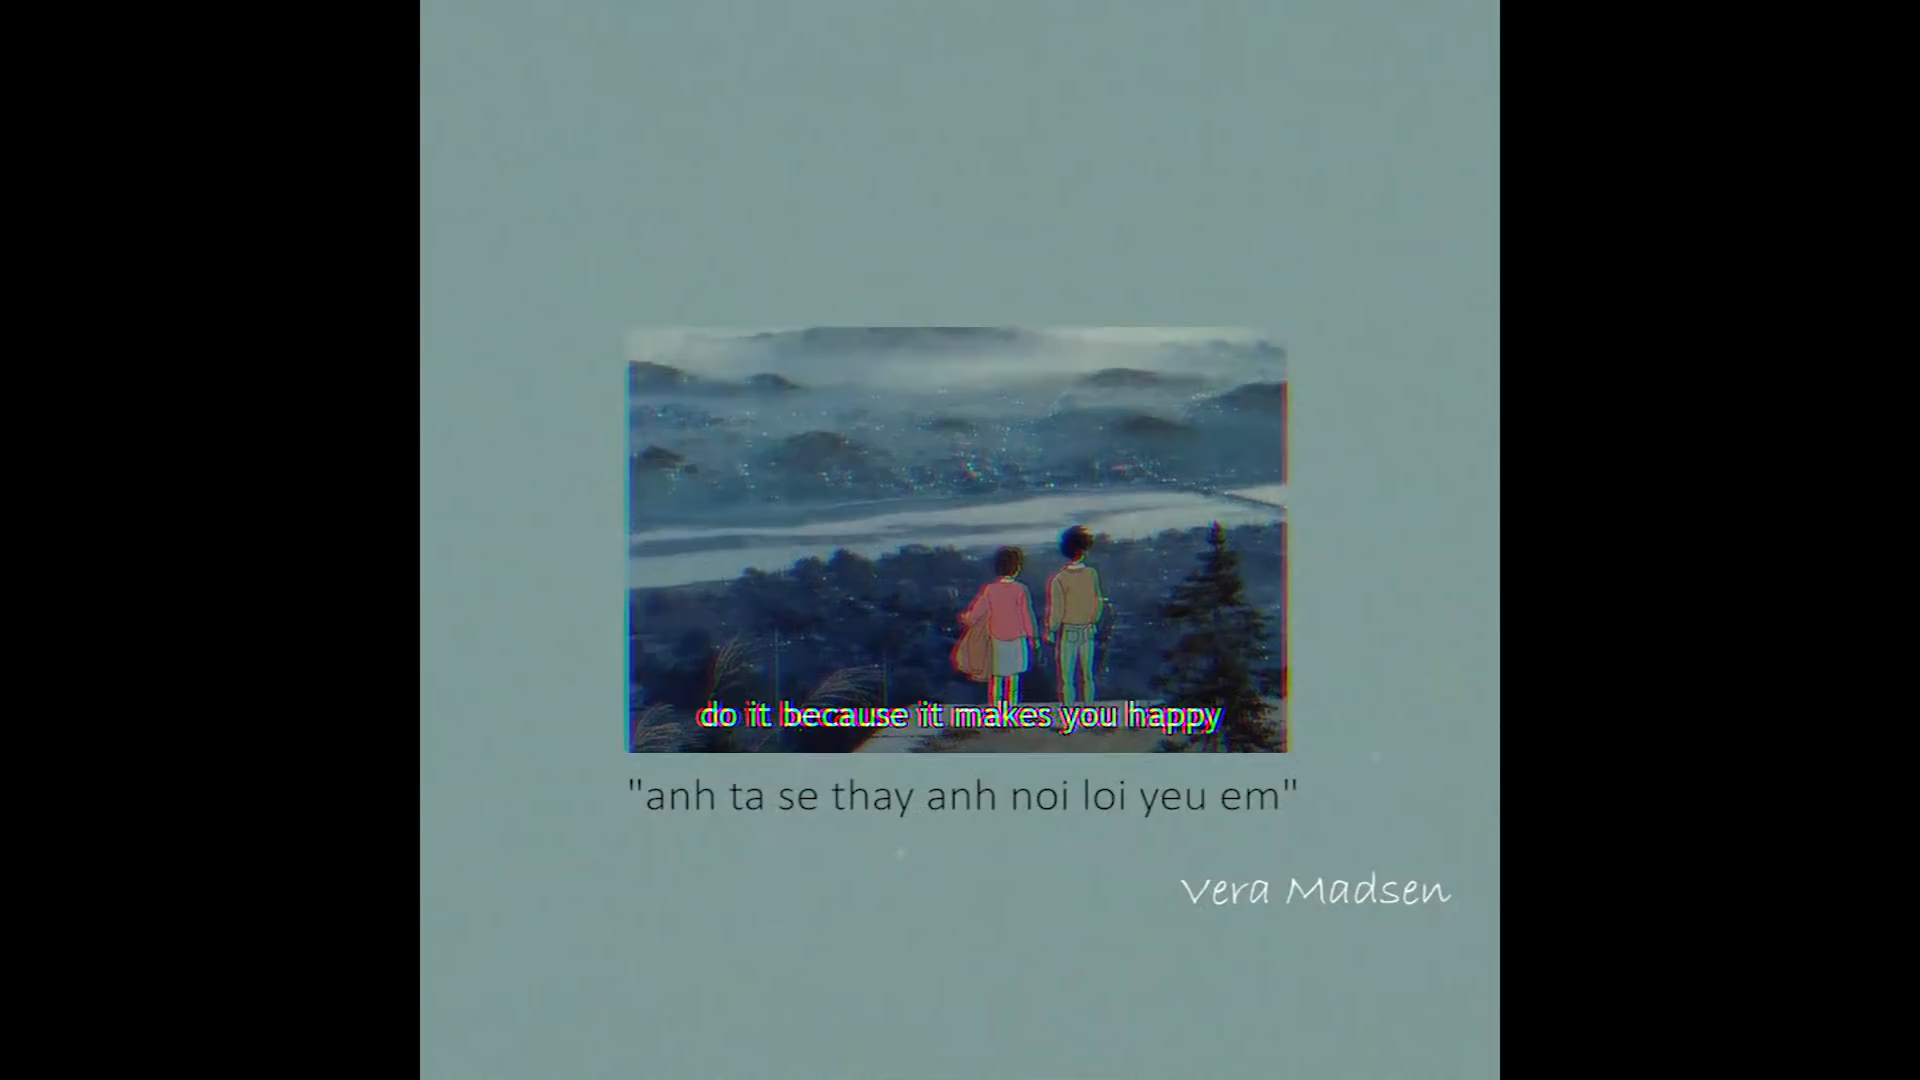 do it because it makes you happy
"anh ta se thay anh noi loi yeu em"
Vera Madsen